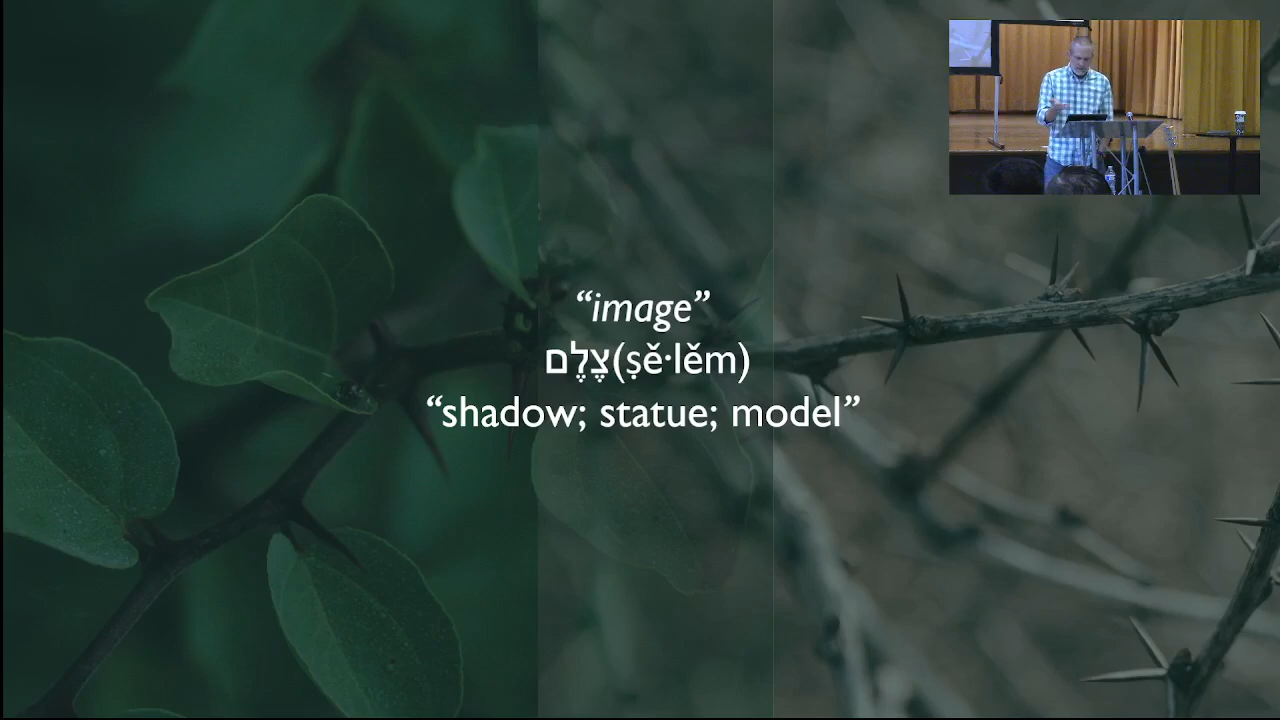 “image”
צֶלֶם(ṣě·lěm)
“shadow; statue; model”